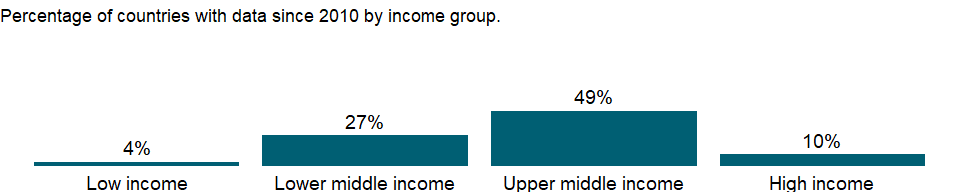 Percentage of countries with data since 2010 by income group.
49%
27%
10%
4%
Low income Lower middle income Upper middle income High income